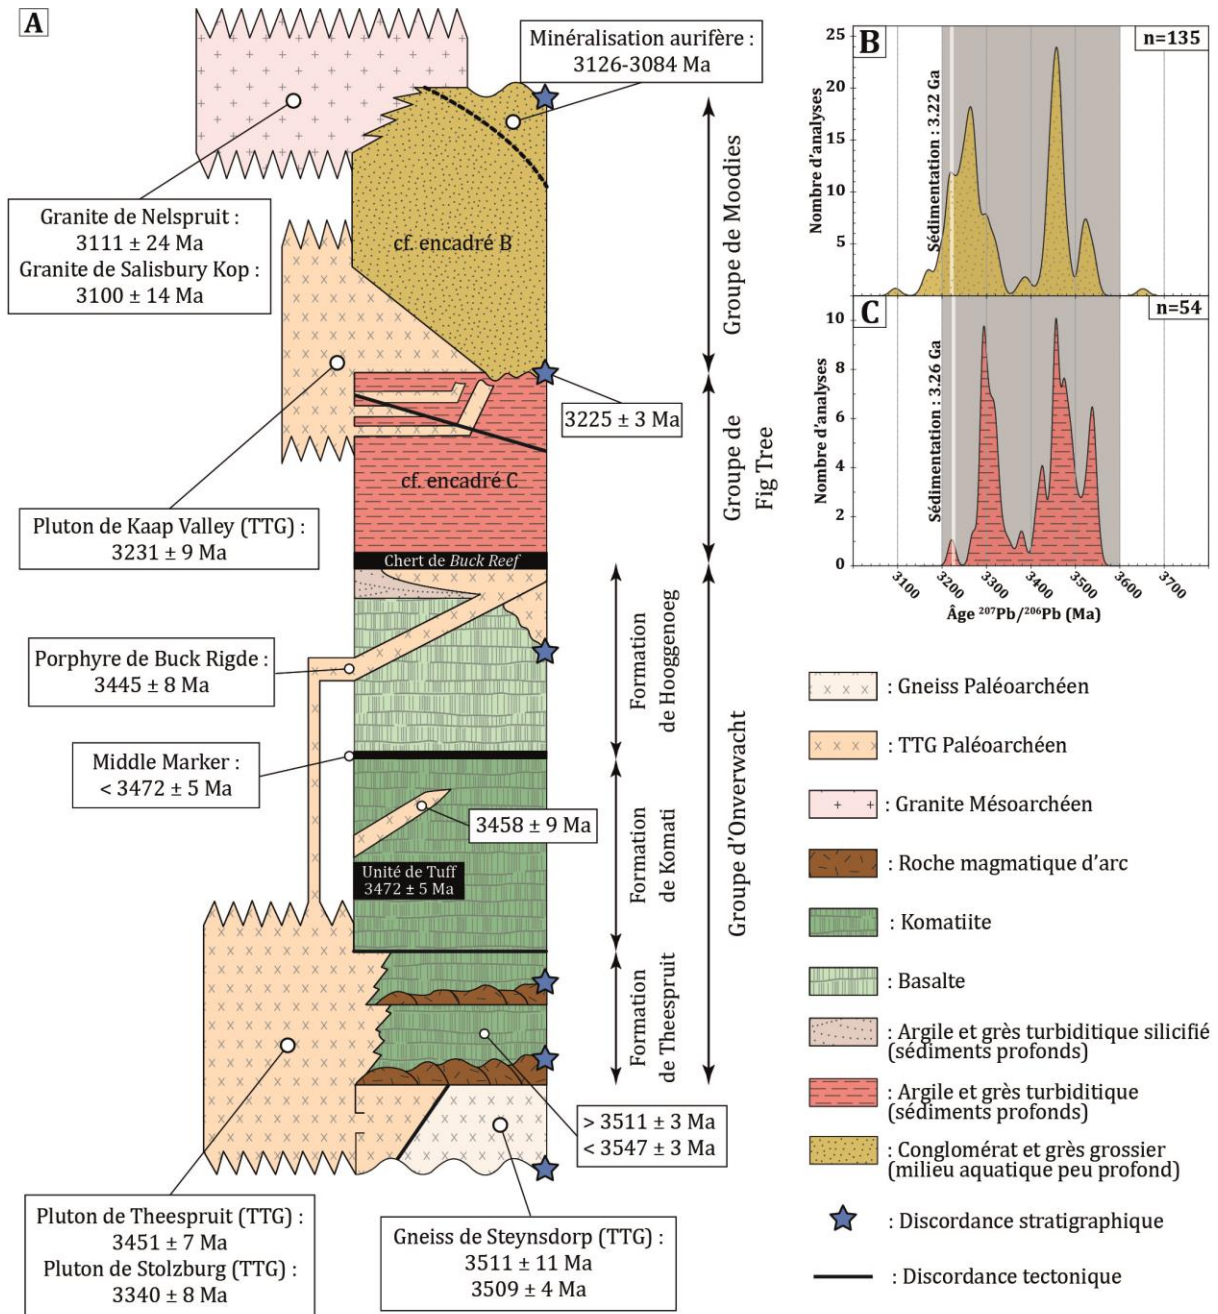 A
Minéralisation aurifère :
3126-3084 Ma
Granite de Nelspruit :
3111 ± 24 Ma
Granite de Salisbury Kop :
3100 ± 14 Ma
cf. encadré B
Groupe de Moodies
3225 ± 3 Ma
cf. encadré C
Groupe de
Fig Tree
Pluton de Kaap Valley (TTG) :
3231 ± 9 Ma
Chert de Buck Reef
Porphyre de Buck Rigde :
3445 ± 8 Ma
Formation
de Hooggenoeg
Middle Marker :
< 3472 ± 5 Ma
3458 ± 9 Ma
Unité de Tuff
3472 ± 5 Ma
Formation
de Komati
Groupe d'Onverwacht
Formation
de Theespruit
> 3511 ± 3 Ma
< 3547 ± 3 Ma
Pluton de Theespruit (TTG) :
3451 ± 7 Ma
Pluton de Stolzburg (TTG) :
3340 ± 8 Ma
Gneiss de Steynsdorp (TTG) :
3511 ± 11 Ma
3509 ± 4 Ma
B
n=135
25
20
15
10
5
Nombre d'analyses
Sédimentation : 3.22 Ga
C
n=54
10
8
6
4
2
0
Nombre d'analyses
Sédimentation : 3.26 Ga
3100
3200
3300
3400
3500
3600
3700
Âge ²⁰⁷Pb/²⁰⁶Pb (Ma)
: Gneiss Paléoarchéen
: TTG Paléoarchéen
: Granite Mésoarchéen
: Roche magmatique d'arc
: Komatiite
: Basalte
: Argile et grès turbiditique silicifié
(sédiments profonds)
: Argile et grès turbiditique
(sédiments profonds)
: Conglomérat et grès grossier
(milieu aquatique peu profond)
: Discordance stratigraphique
: Discordance tectonique